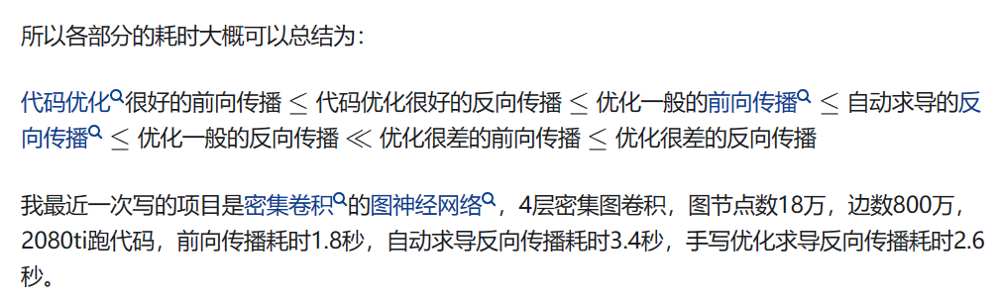 所以各部分的耗时大概可以总结为：
代码优化很好的前向传播 ≤ 代码优化很好的反向传播 ≤ 优化一般的前向传播 ≤ 自动求导的反
向传播 ≤ 优化一般的反向传播 ≪ 优化很差的前向传播 ≤ 优化很差的反向传播
我最近一次写的项目是密集卷积的图神经网络，4层密集图卷积，图节点数18万，边数800万，
2080ti跑代码，前向传播耗时1.8秒，自动求导反向传播耗时3.4秒，手写优化求导反向传播耗时2.6
秒。